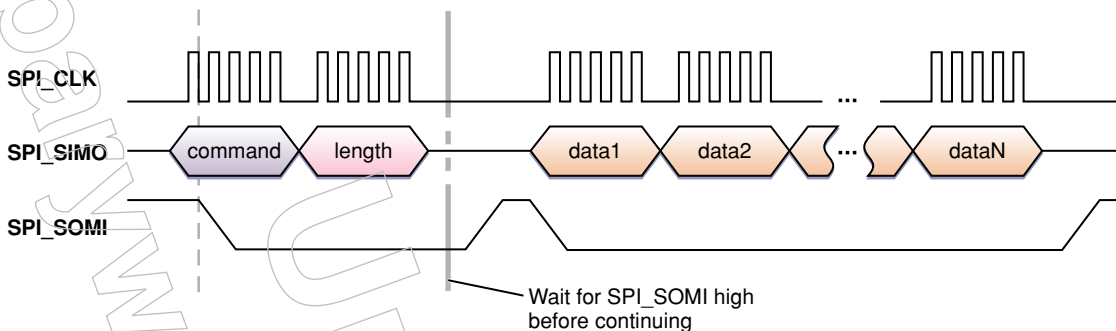 SPI_CLK
...
SPI_SIMO command length data1 data2 ... dataN
SPI_SOMI
Wait for SPI_SOMI high
before continuing